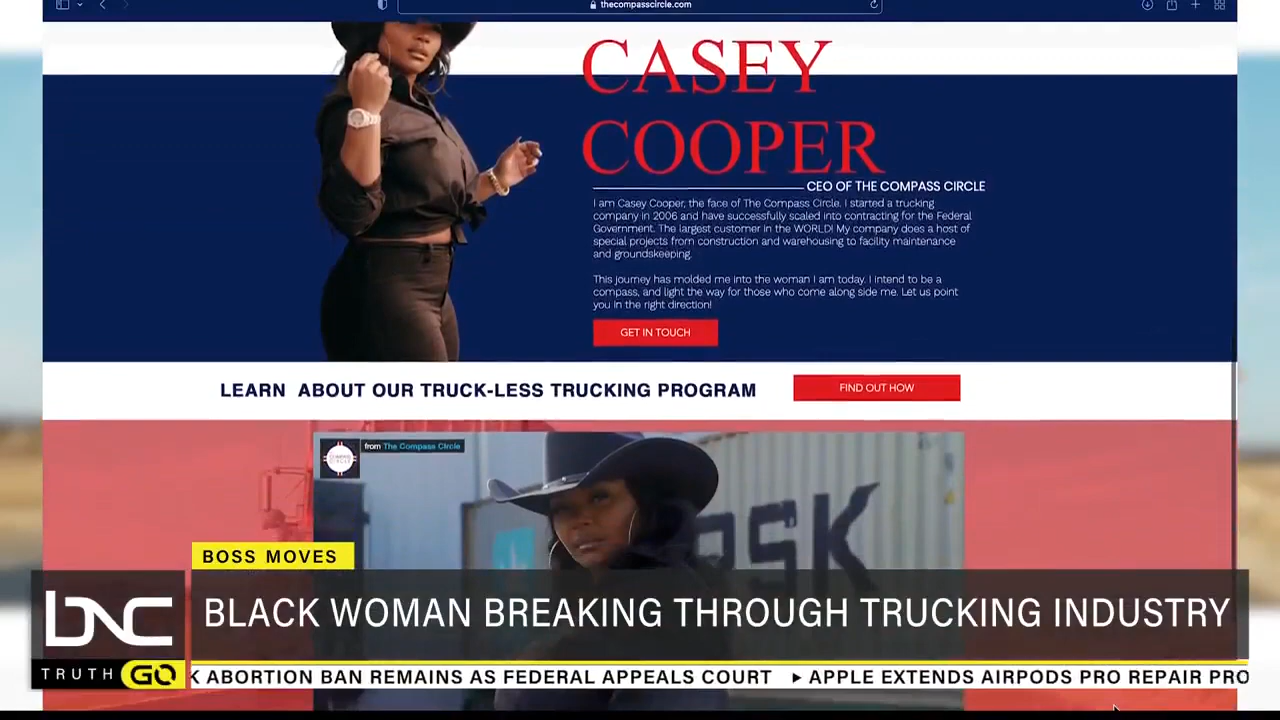 thecompasscircle.com
CASEY
COOPER
CEO OF THE COMPASS CIRCLE
I am Casey Cooper, the face of The Compass Circle. I started a trucking
company in 2006 and have successfully scaled into contracting for the Federal
Government. The largest customer in the WORLD! My company does a host of
special projects from construction and warehousing to facility maintenance
and groundskeeping.
This journey has molded me into the woman I am today. I intend to be a
compass, and light the way for those who come along side me. Let us point
you in the right direction!
GET IN TOUCH
LEARN ABOUT OUR TRUCK-LESS TRUCKING PROGRAM
FIND OUT HOW
from The Compass Circle
RSK
BOSS MOVES
BNC
BLACK WOMAN BREAKING THROUGH TRUCKING INDUSTRY
TRUTH GO
K ABORTION BAN REMAINS AS FEDERAL APPEALS COURT ▸ APPLE EXTENDS AIRPODS PRO REPAIR PRO